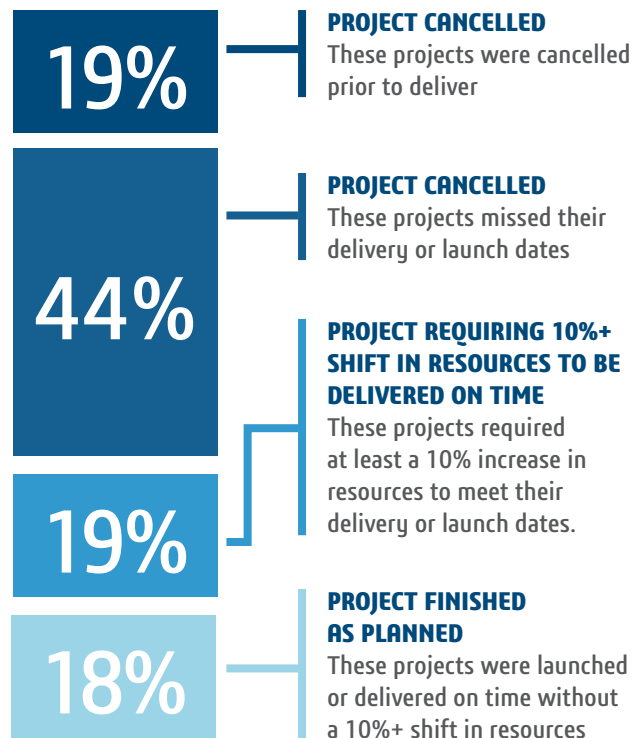 19%
PROJECT CANCELLED
These projects were cancelled
prior to deliver
44%
PROJECT CANCELLED
These projects missed their
delivery or launch dates
19%
PROJECT REQUIRING 10%+
SHIFT IN RESOURCES TO BE
DELIVERED ON TIME
These projects required
at least a 10% increase in
resources to meet their
delivery or launch dates.
18%
PROJECT FINISHED
AS PLANNED
These projects were launched
or delivered on time without
a 10%+ shift in resources